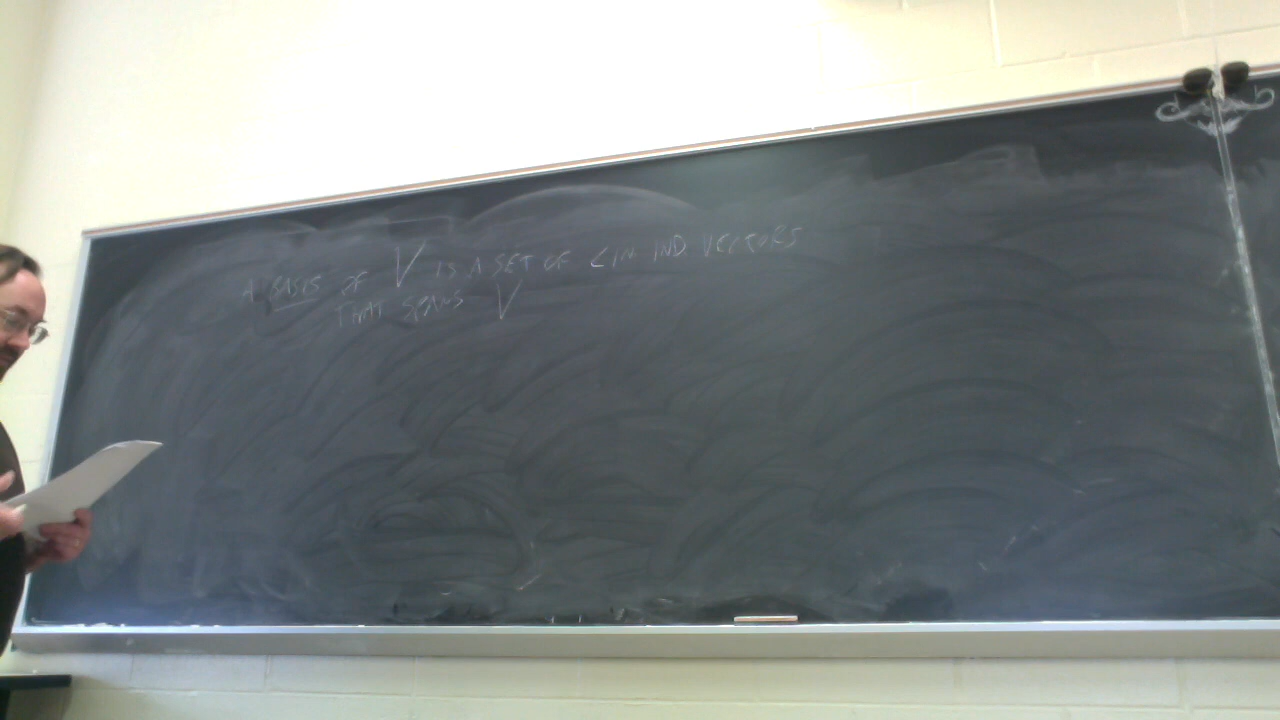 A BASIS OF V IS A SET OF LIN IND VECTORS
THAT SPANS V